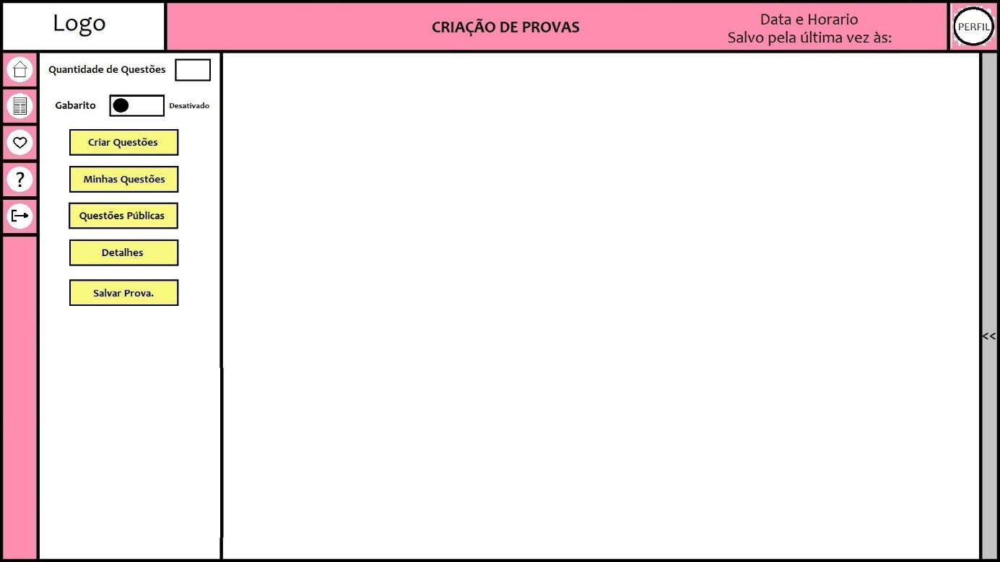 Logo
CRIAÇÃO DE PROVAS
Data e Horario
Salvo pela última vez às:
PERFIL
Quantidade de Questões
Gabarito
Desativado
Criar Questões
?
Minhas Questões
Questões Públicas
Detalhes
Salvar Prova.
<<